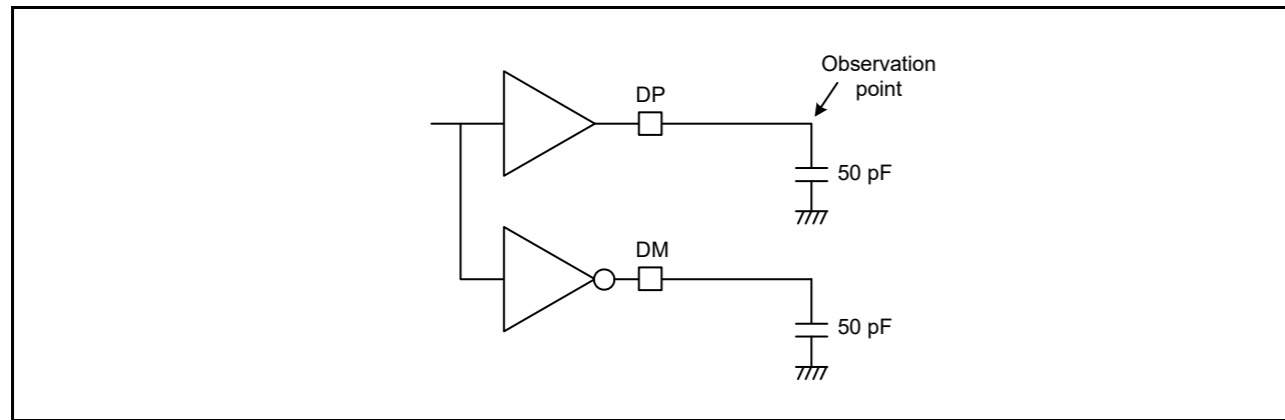 Observation
point
DP
50 pF
DM
50 pF